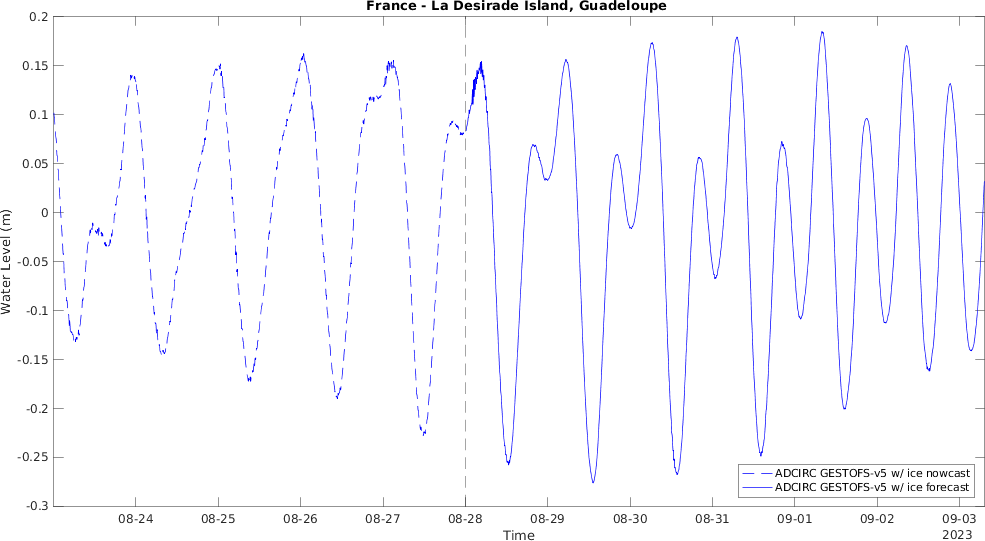 France - La Desirade Island, Guadeloupe
0.2
0.15
0.1
0.05
0
-0.05
-0.1
-0.15
-0.2
-0.25
-0.3
Water Level (m)
ADCIRC GESTOFS-v5 w/ ice nowcast
ADCIRC GESTOFS-v5 w/ ice forecast
08-24 08-25 08-26 08-27 08-28 08-29 08-30 08-31 09-01 09-02 09-03
Time 2023